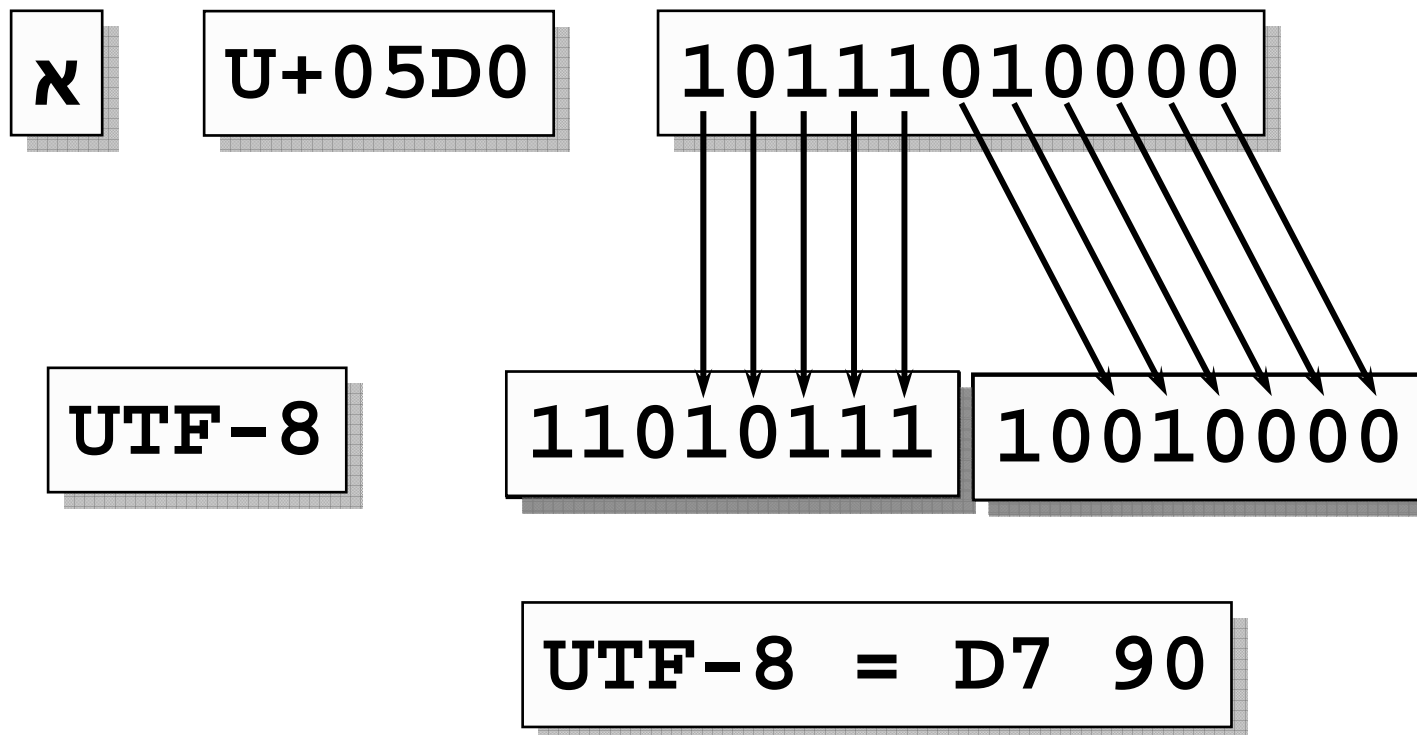 א U+05D0 10111010000
UTF-8 11010111 10010000
UTF-8 = D7 90